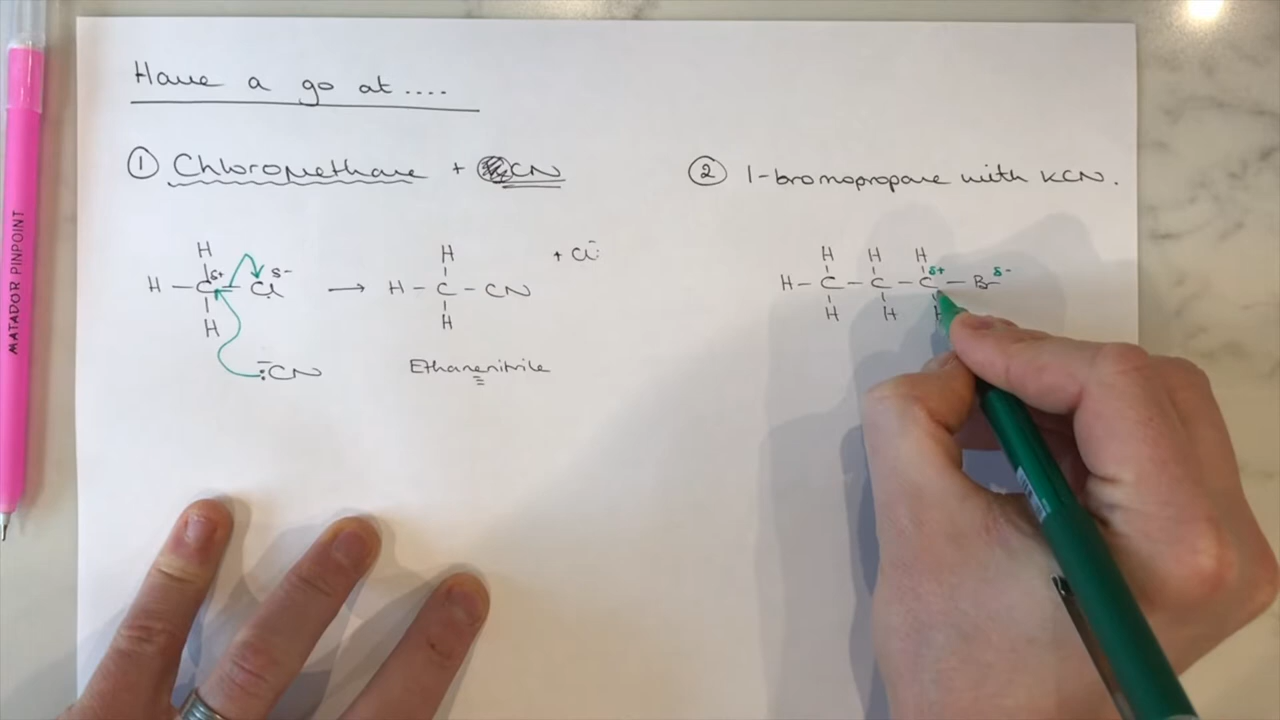 Have a go at ....
① Chloromethane + CN
H
H — C δ+ — Cl δ-
H
:CN
→
H
H — C — CN
H
+ Cl:⁻
Ethanenitrile
② 1-bromopropane with KCN.
H H H
H — C — C — C δ+ — Br δ-
H H H
MATADOR PINPOINT